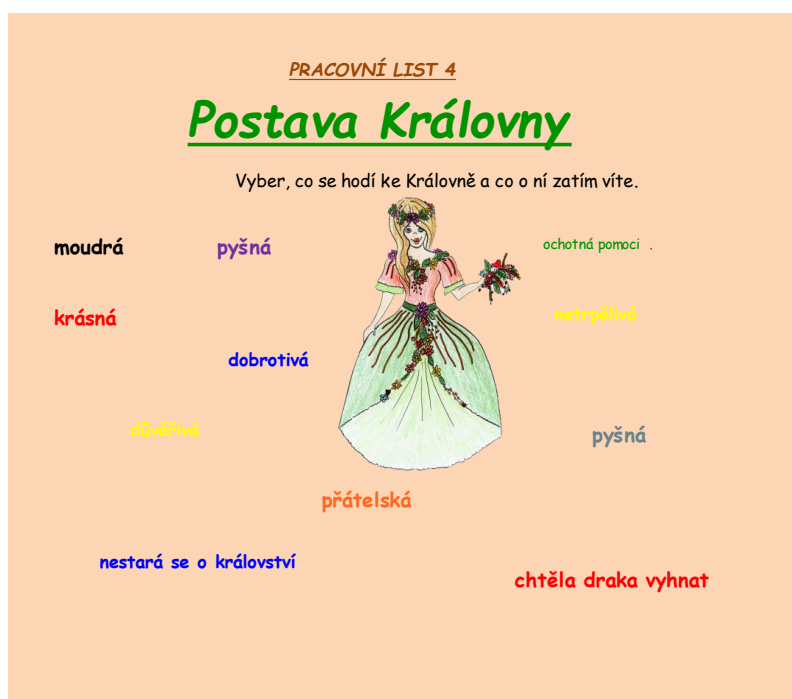 PRACOVNÍ LIST 4
Postava Královny
Vyber, co se hodí ke Královně a co o ní zatím víte.
moudrá
pyšná
ochotná pomoci .
krásná
netrpělivá
dobrotivá
důvěřivá
pyšná
přátelská
nestará se o království
chtěla draka vyhnat